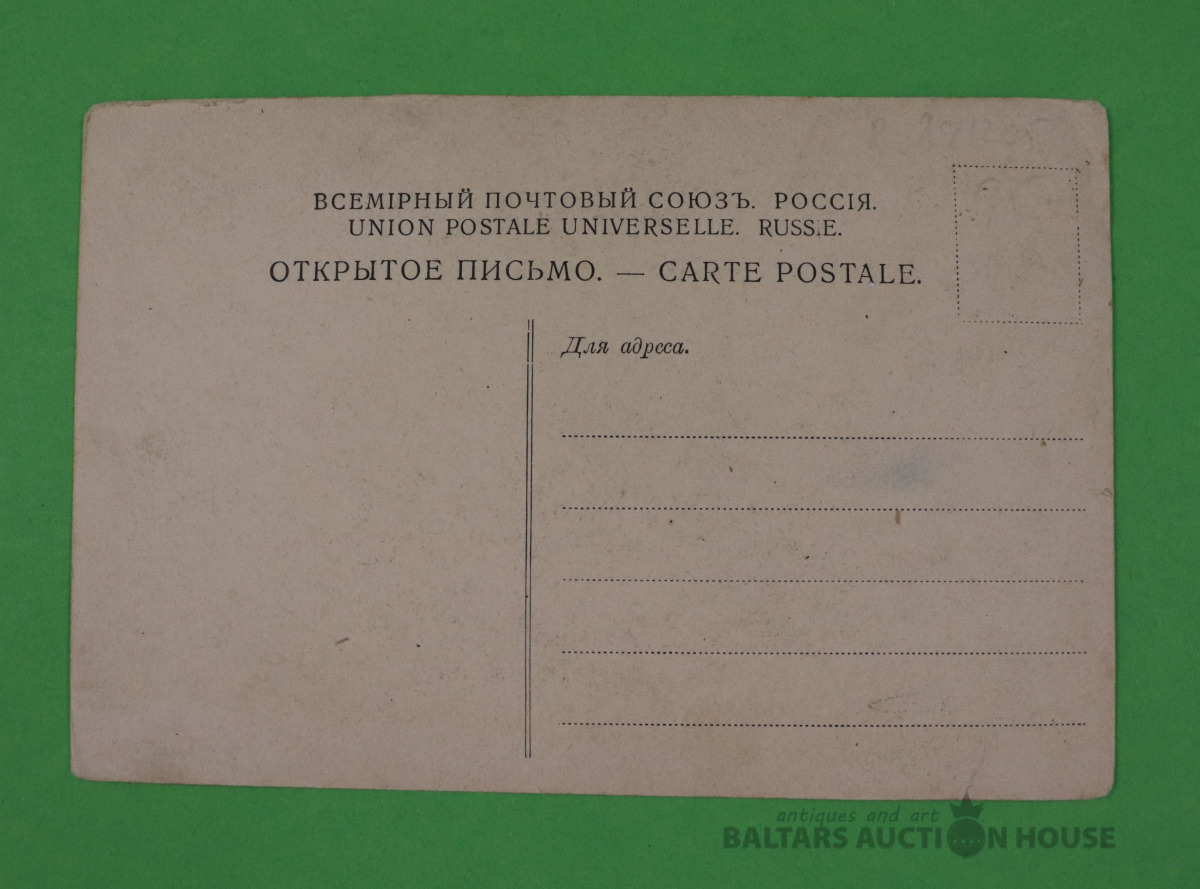 ВСЕМІРНЫЙ ПОЧТОВЫЙ СОЮЗЪ. РОССІЯ.
UNION POSTALE UNIVERSELLE. RUSSIE.
ОТКРЫТОЕ ПИСЬМО. — CARTE POSTALE.
Для адреса.
antiques and art
BALTARS AUCTION HOUSE